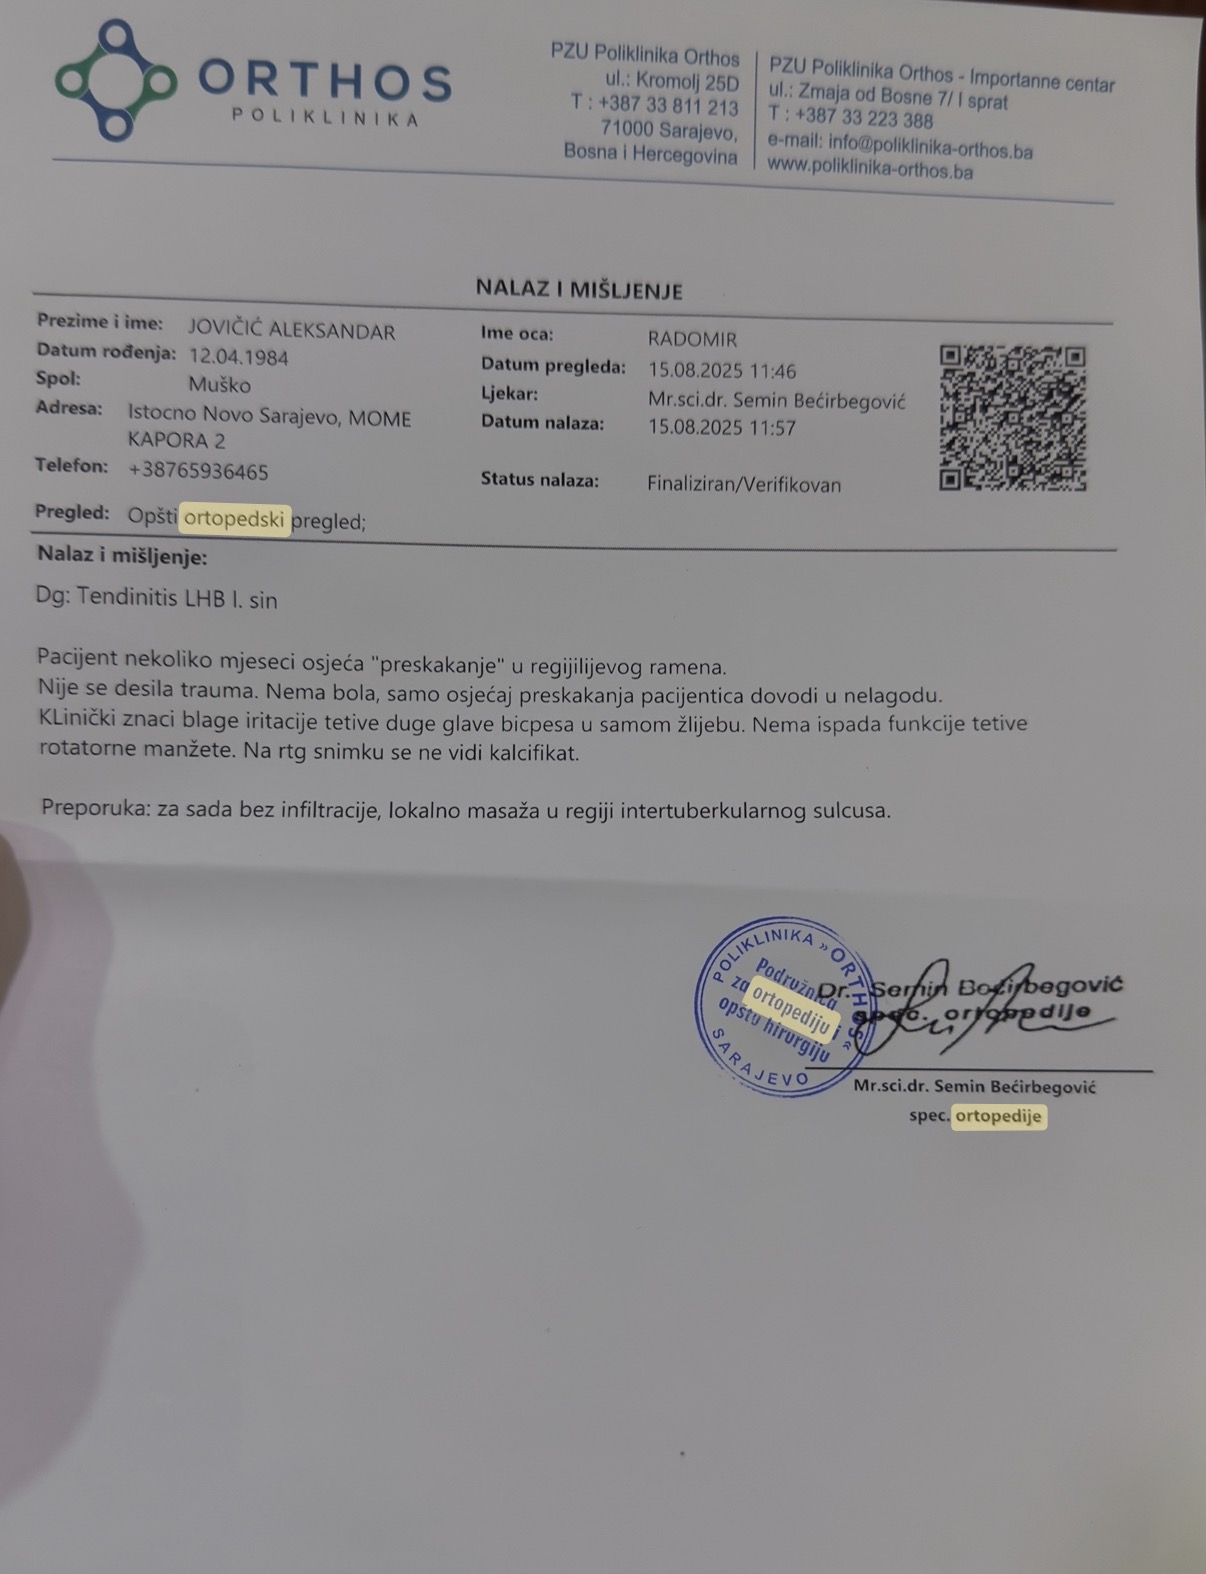 ORTHOS
POLIKLINIKA
PZU Poliklinika Orthos
ul.: Kromolj 25D
T : +387 33 811 213
71000 Sarajevo,
Bosna i Hercegovina
PZU Poliklinika Orthos - Importanne centar
ul.: Zmaja od Bosne 7/ I sprat
T : +387 33 223 388
e-mail: info@poliklinika-orthos.ba
www.poliklinika-orthos.ba
NALAZ I MIŠLJENJE
Prezime i ime: JOVIČIĆ ALEKSANDAR
Datum rođenja: 12.04.1984
Spol: Muško
Adresa: Istocno Novo Sarajevo, MOME
KAPORA 2
Telefon: +38765936465
Ime oca: RADOMIR
Datum pregleda: 15.08.2025 11:46
Ljekar: Mr.sci.dr. Semin Bećirbegović
Datum nalaza: 15.08.2025 11:57
Status nalaza: Finaliziran/Verifikovan
Pregled: Opšti ortopedski pregled;
Nalaz i mišljenje:
Dg: Tendinitis LHB l. sin
Pacijent nekoliko mjeseci osjeća "preskakanje" u regijilijevog ramena.
Nije se desila trauma. Nema bola, samo osjećaj preskakanja pacijentica dovodi u nelagodu.
KLinički znaci blage iritacije tetive duge glave bicpesa u samom žlijebu. Nema ispada funkcije tetive
rotatorne manžete. Na rtg snimku se ne vidi kalcifikat.
Preporuka: za sada bez infiltracije, lokalno masaža u regiji intertuberkularnog sulcusa.
POLIKLINIKA »ORTHOS«
Podružnica
za ortopediju i
opštu hirurgiju
SARAJEVO
Dr. Semin Bećirbegović
spec. ortopedije
Mr.sci.dr. Semin Bećirbegović
spec. ortopedije